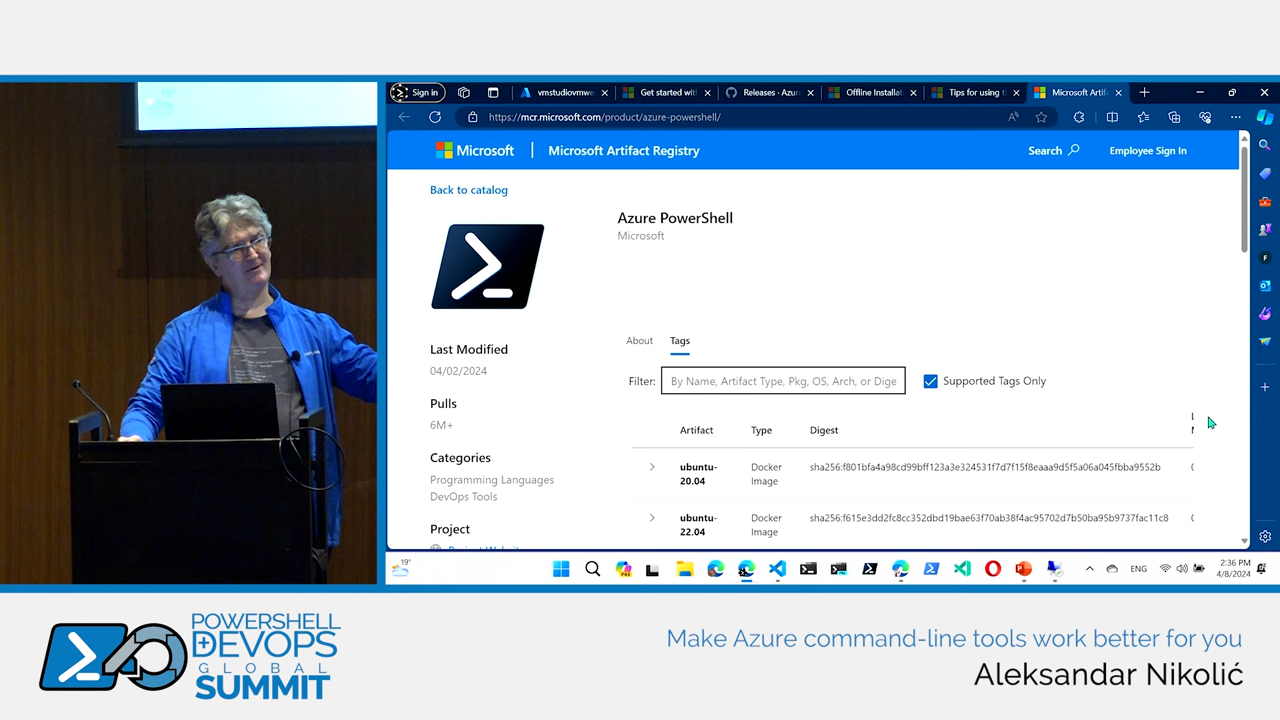 Sign in
vmstudiovmwe
Get started with
Releases · Azure
Offline Installat
Tips for using t
Microsoft Artifa
https://mcr.microsoft.com/product/azure-powershell/
Microsoft
Microsoft Artifact Registry
Search
Employee Sign In
Back to catalog
Azure PowerShell
Microsoft
Last Modified
04/02/2024
Pulls
6M+
Categories
Programming Languages
DevOps Tools
Project
About
Tags
Filter:
By Name, Artifact Type, Pkg, OS, Arch, or Dige
Supported Tags Only
Artifact
Type
Digest
ubuntu-
20.04
Docker
Image
sha256:f801bfa4a98cd99bff123a3e324531f7d7f15f8eaaa9d5f5a06a045fbba9552b
ubuntu-
22.04
Docker
Image
sha256:f615e3dd2fc8cc352dbd19bae63f70ab38f4ac95702d7b50ba95b9737fac11c8
19°
ENG
2:36 PM
4/8/2024
POWERSHELL
+DEVOPS
GLOBAL
SUMMIT
Make Azure command-line tools work better for you
Aleksandar Nikolić